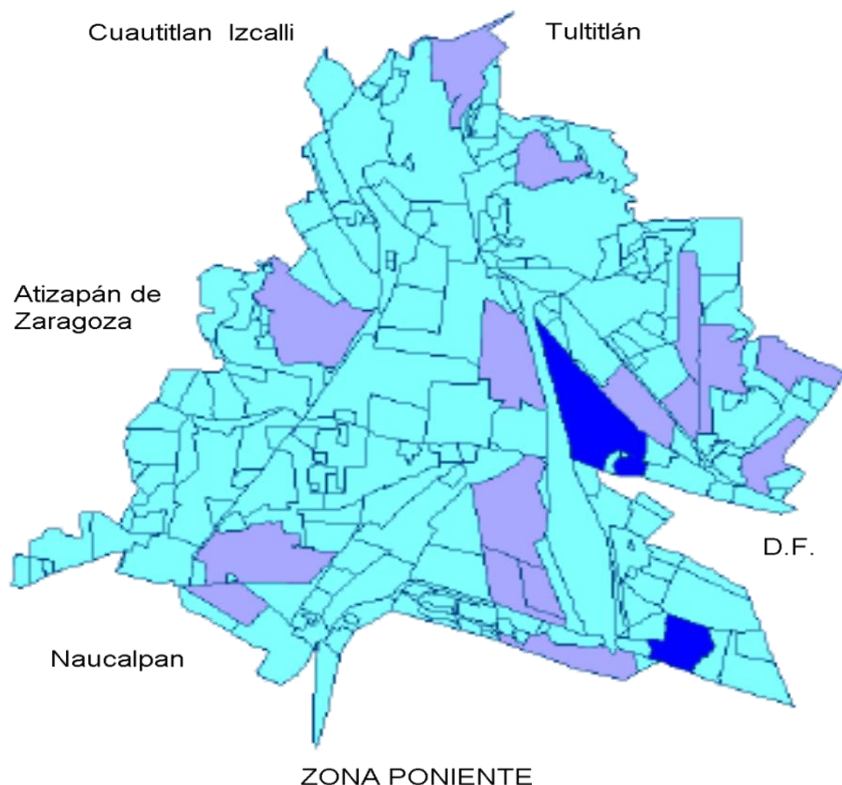 Cuautitlan Izcalli
Tultitlán
Atizapán de
Zaragoza
D.F.
Naucalpan
ZONA PONIENTE